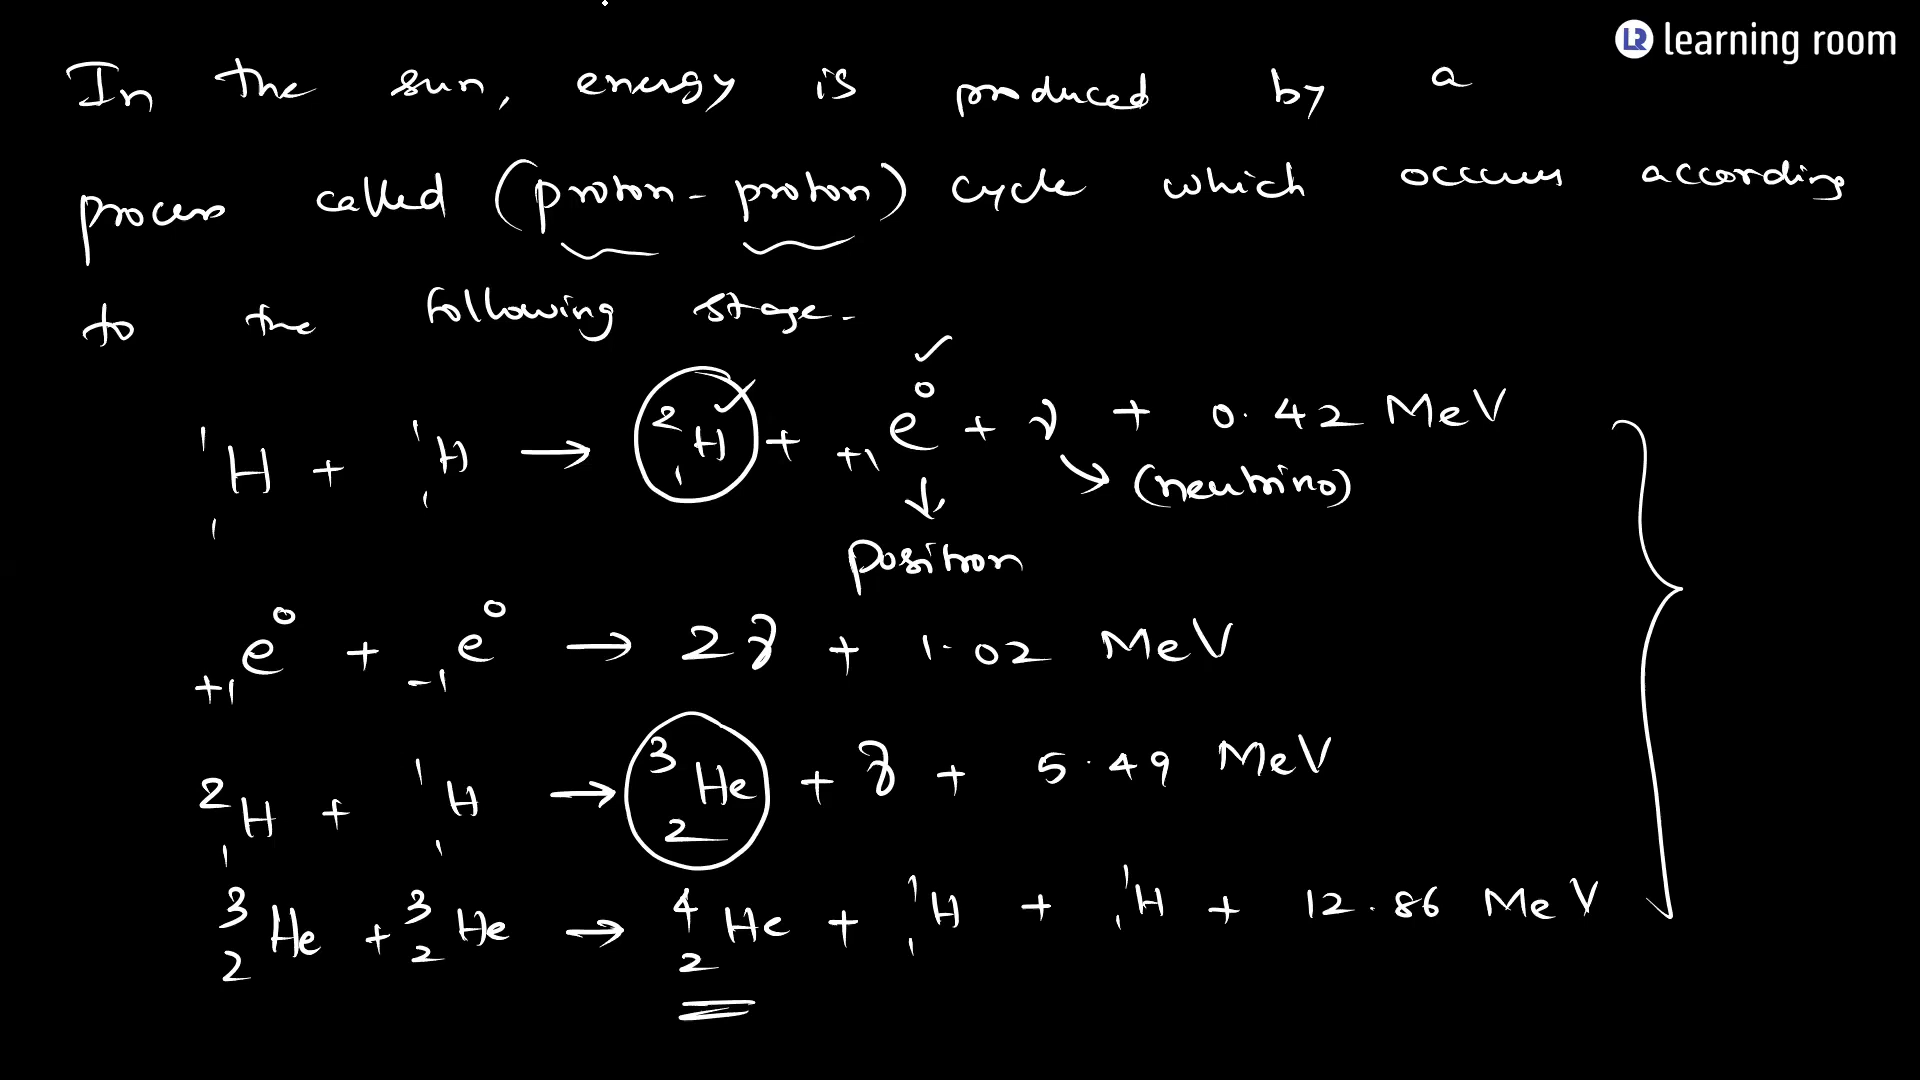 learning room
In the sun, energy is produced by a
process called (proton - proton) cycle which occurs according
to the following stage.
¹₁H + ¹₁H → ²₁H + ₊₁e⁰ + ν + 0.42 MeV
(neutrino)
positron
₊₁e⁰ + ₋₁e⁰ → 2γ + 1.02 MeV
²₁H + ¹₁H → ³₂He + γ + 5.49 MeV
³₂He + ³₂He → ⁴₂He + ¹₁H + ¹₁H + 12.86 MeV